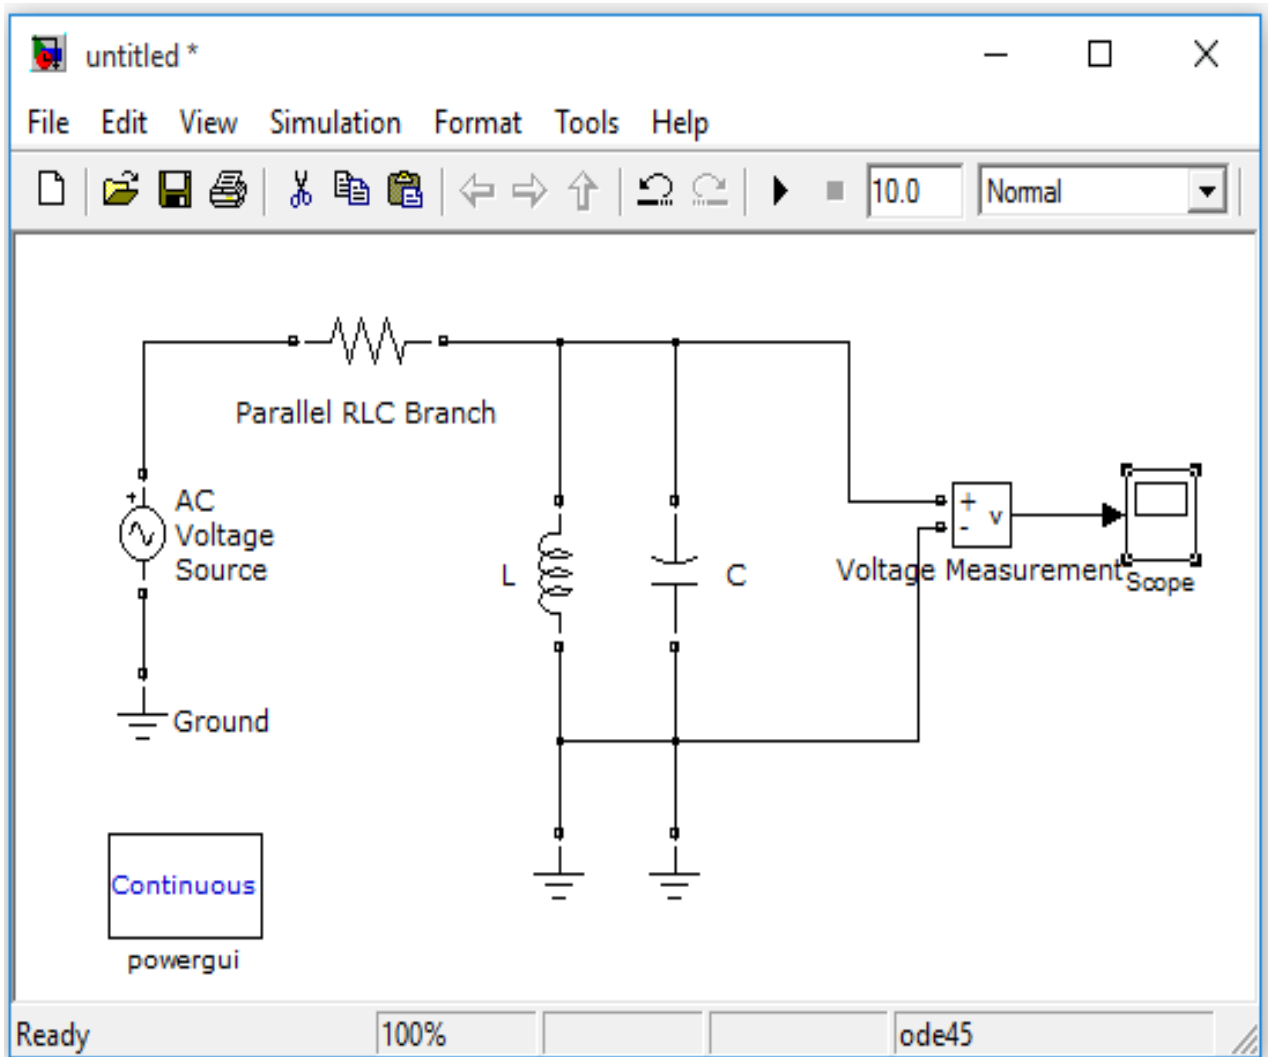 untitled *
File Edit View Simulation Format Tools Help
10.0 Normal
Parallel RLC Branch
+
AC
Voltage
Source
+
- v
L
C
Voltage Measurement
Scope
Ground
Continuous
powergui
Ready 100% ode45